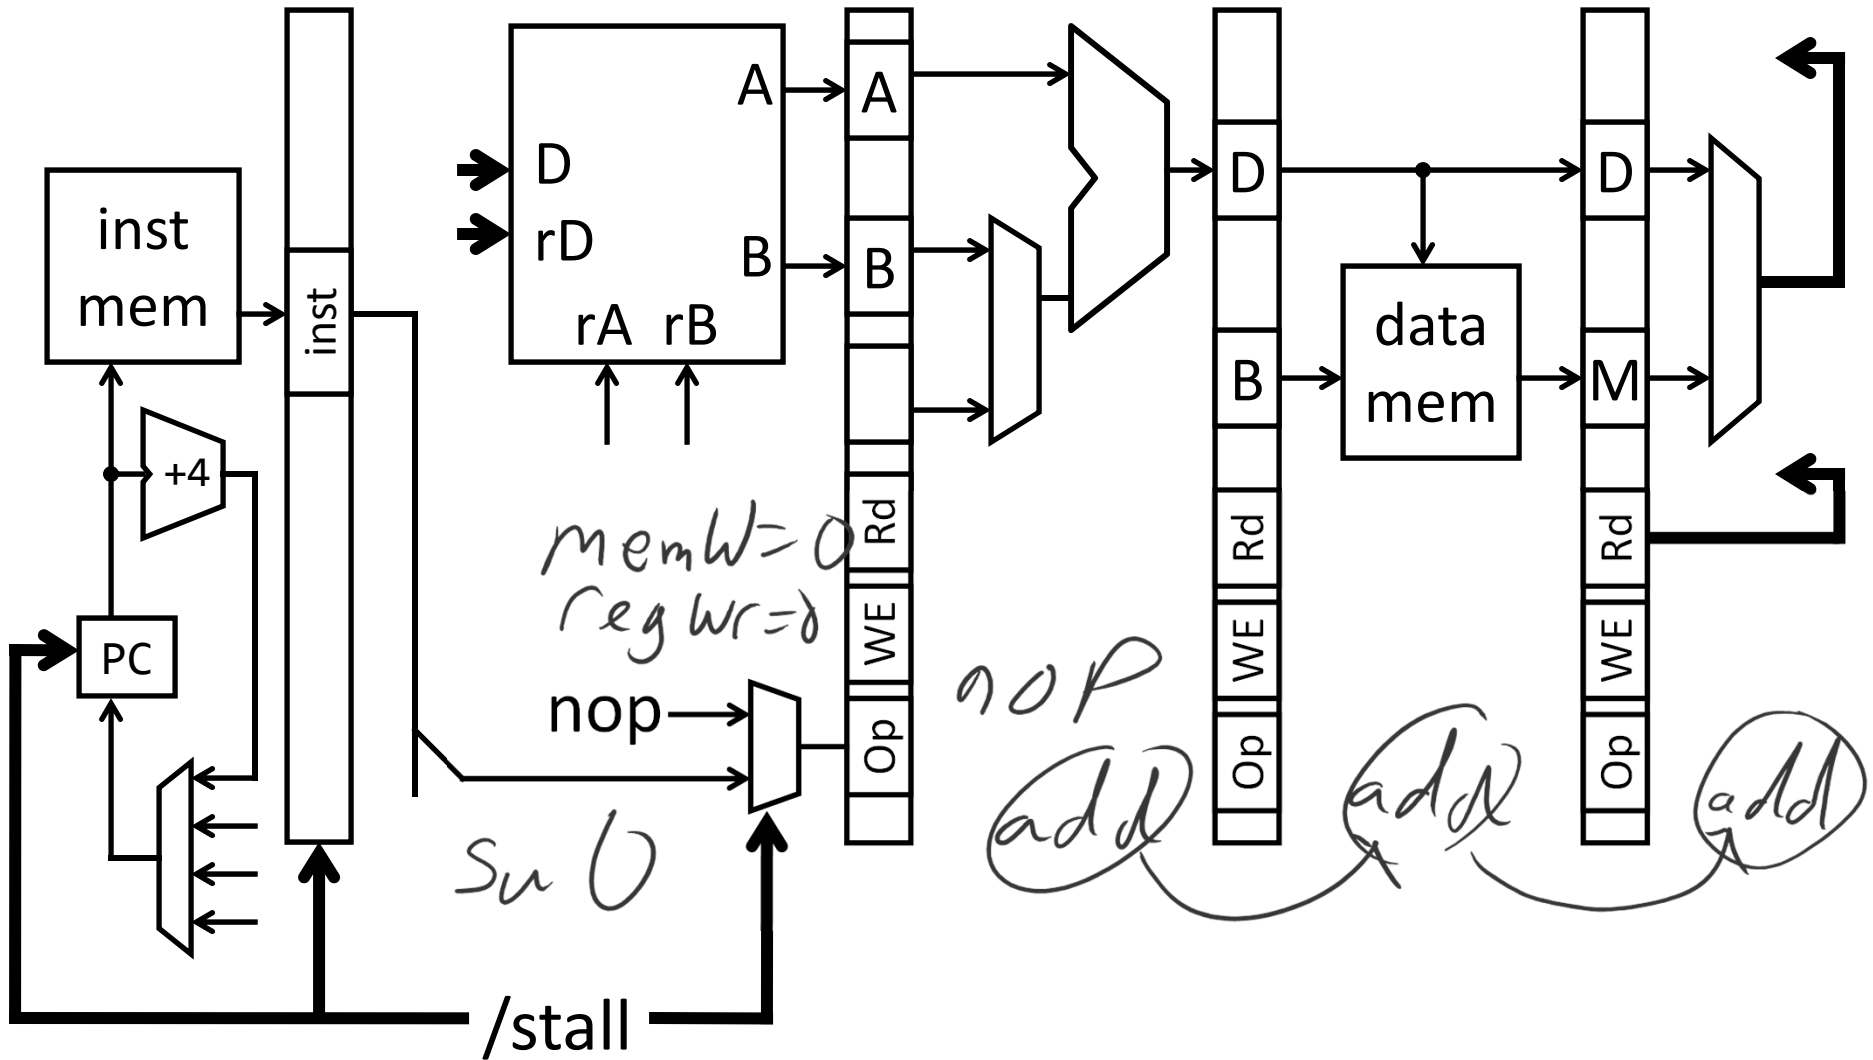 inst
mem
+4
PC
inst
D
rD
A
B
rA rB
memW=0
regWr=0
nop
sub
/stall
A
B
Rd
WE
Op
nop
add
D
B
Rd
WE
Op
data
mem
add
D
M
Rd
WE
Op
add